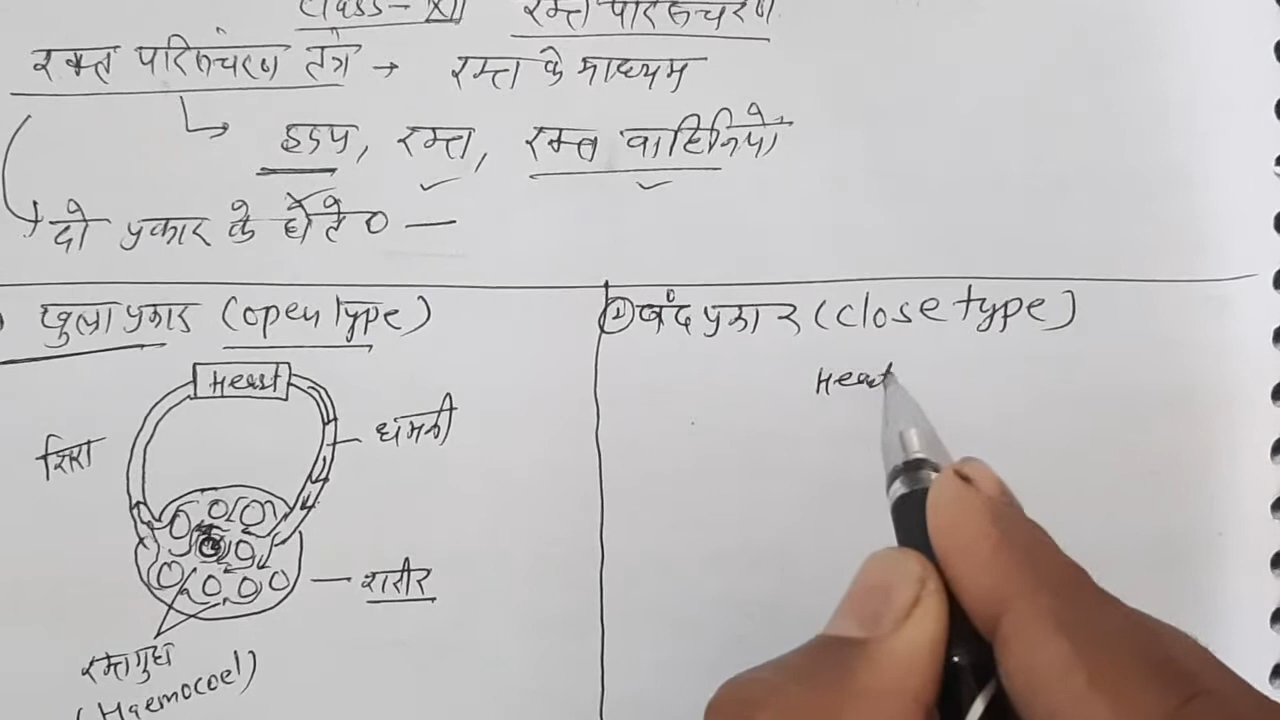 Class-XII रक्त परिसंचरण
रक्त परिसंचरण तंत्र → रक्त के माध्यम
हृदय, रक्त, रक्त वाहिनियों
दो प्रकार के होते है —
खुला प्रकार (open type)
② बंद प्रकार (close type)
Heart
Heart
धमनी
शिरा
शरीर
रक्तगुहा
(Haemocoel)